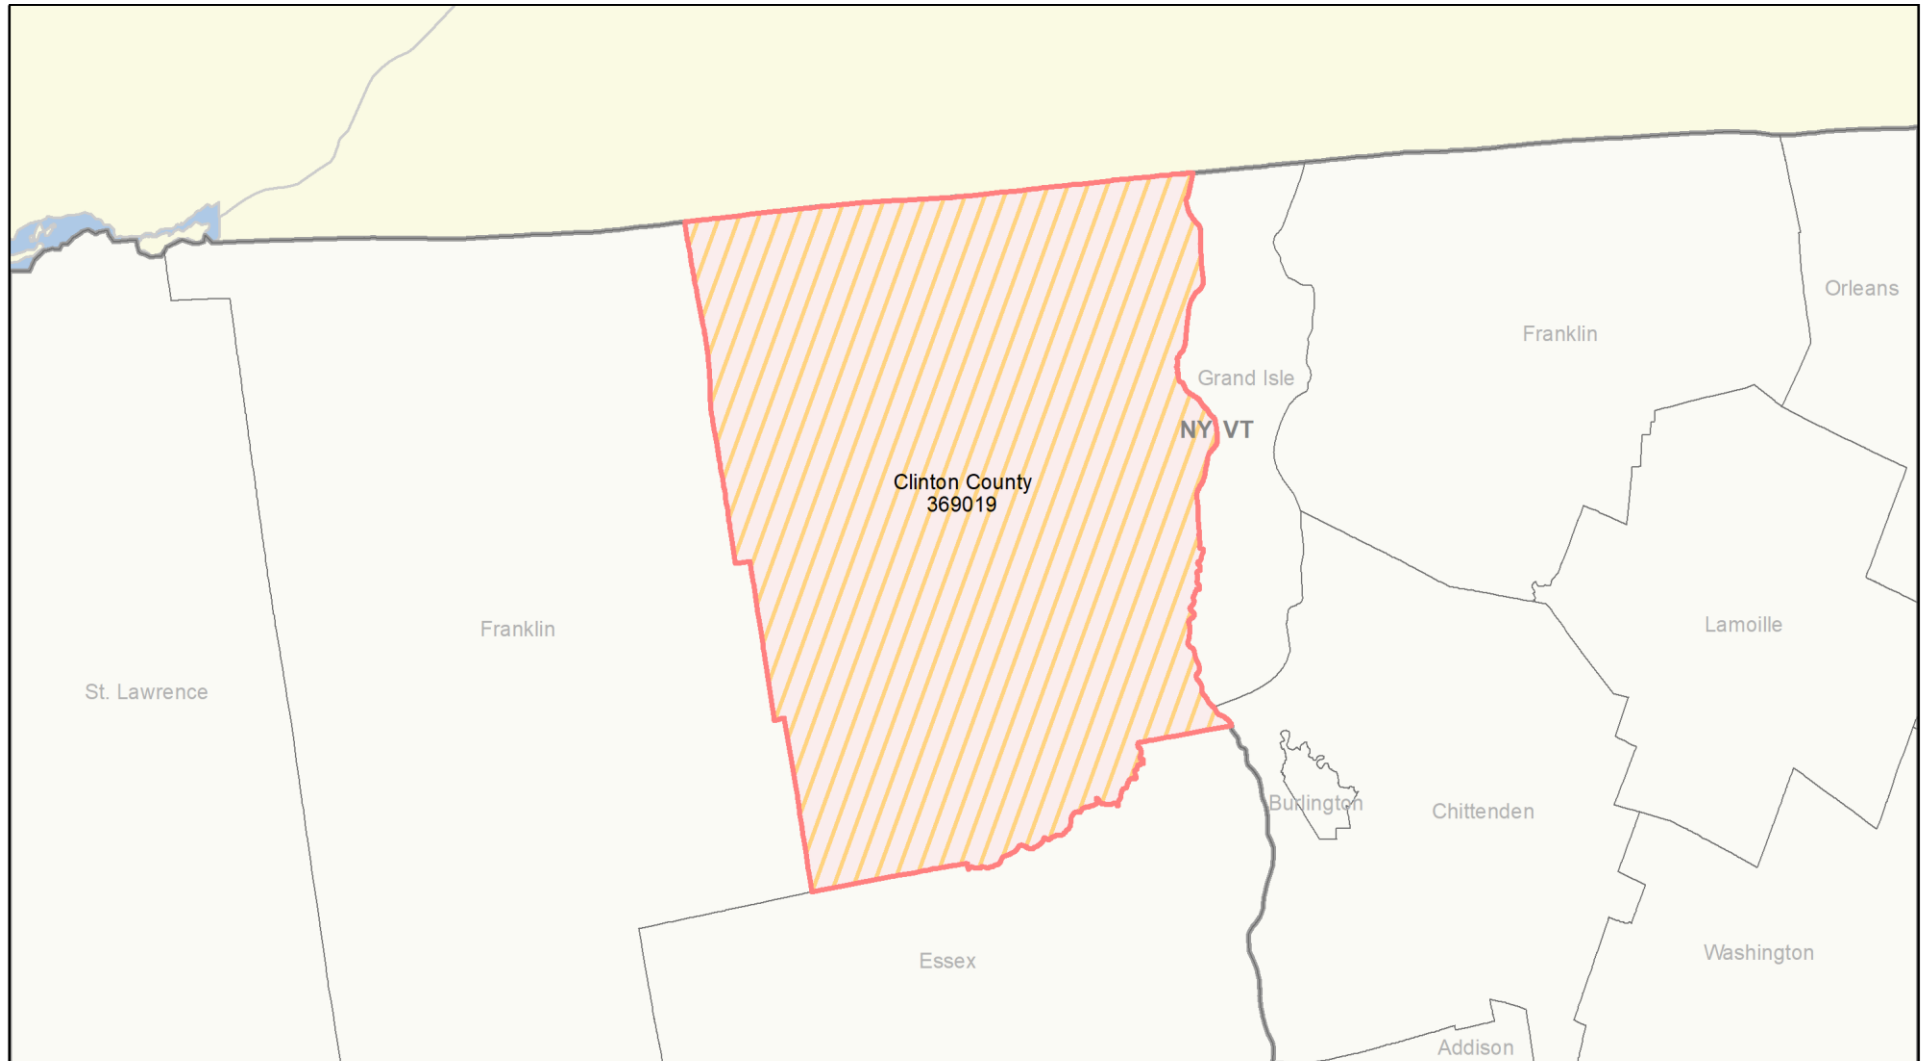 Orleans
Franklin
Grand Isle
NY VT
Clinton County
369019
Franklin
Lamoille
St. Lawrence
Burlington
Chittenden
Washington
Essex
Addison